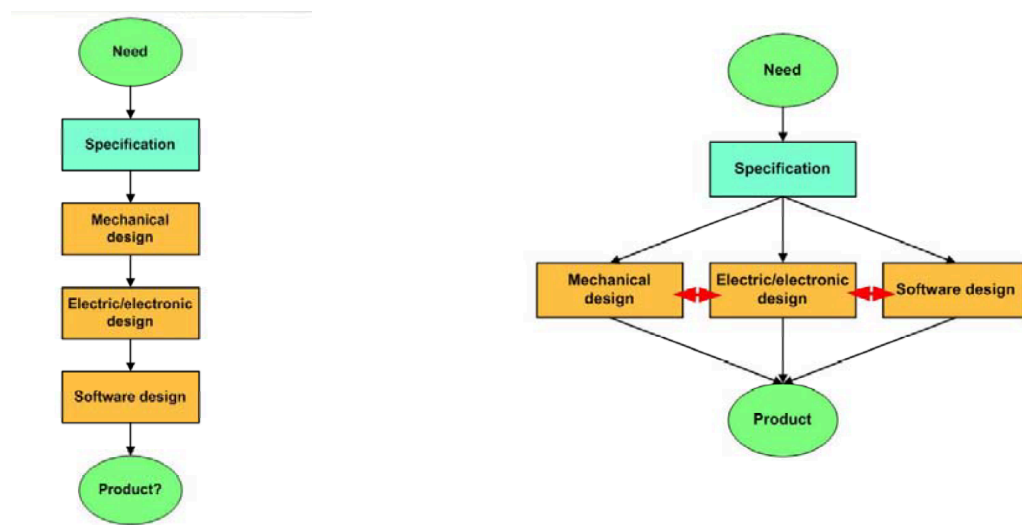 Need
Specification
Mechanical
design
Electric/electronic
design
Software design
Product?
Need
Specification
Mechanical
design
Electric/electronic
design
Software design
Product